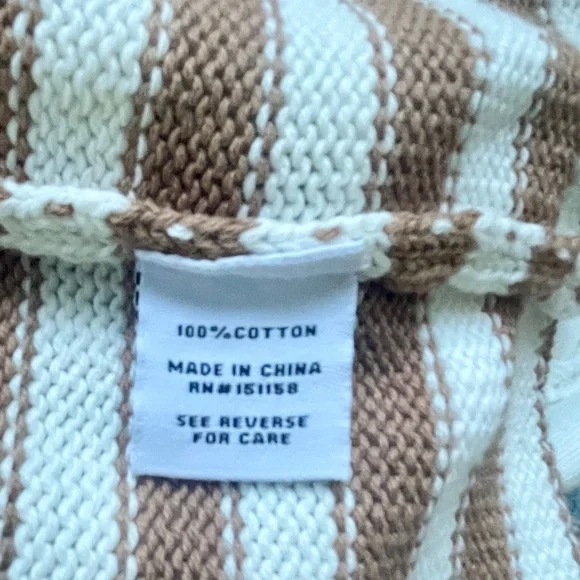 100%COTTON
MADE IN CHINA
RN#151158
SEE REVERSE
FOR CARE